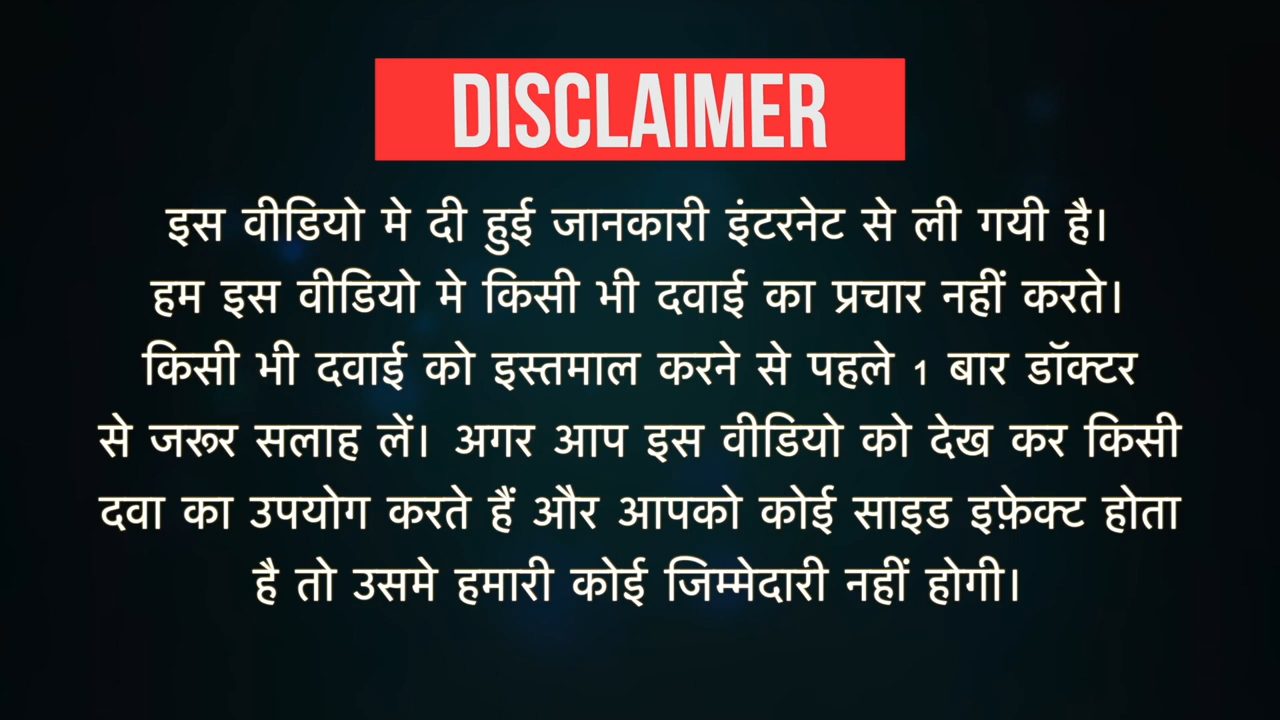 DISCLAIMER
इस वीडियो मे दी हुई जानकारी इंटरनेट से ली गयी है।
हम इस वीडियो मे किसी भी दवाई का प्रचार नहीं करते।
किसी भी दवाई को इस्तमाल करने से पहले 1 बार डॉक्टर
से जरूर सलाह लें। अगर आप इस वीडियो को देख कर किसी
दवा का उपयोग करते हैं और आपको कोई साइड इफ़ेक्ट होता
है तो उसमे हमारी कोई जिम्मेदारी नहीं होगी।